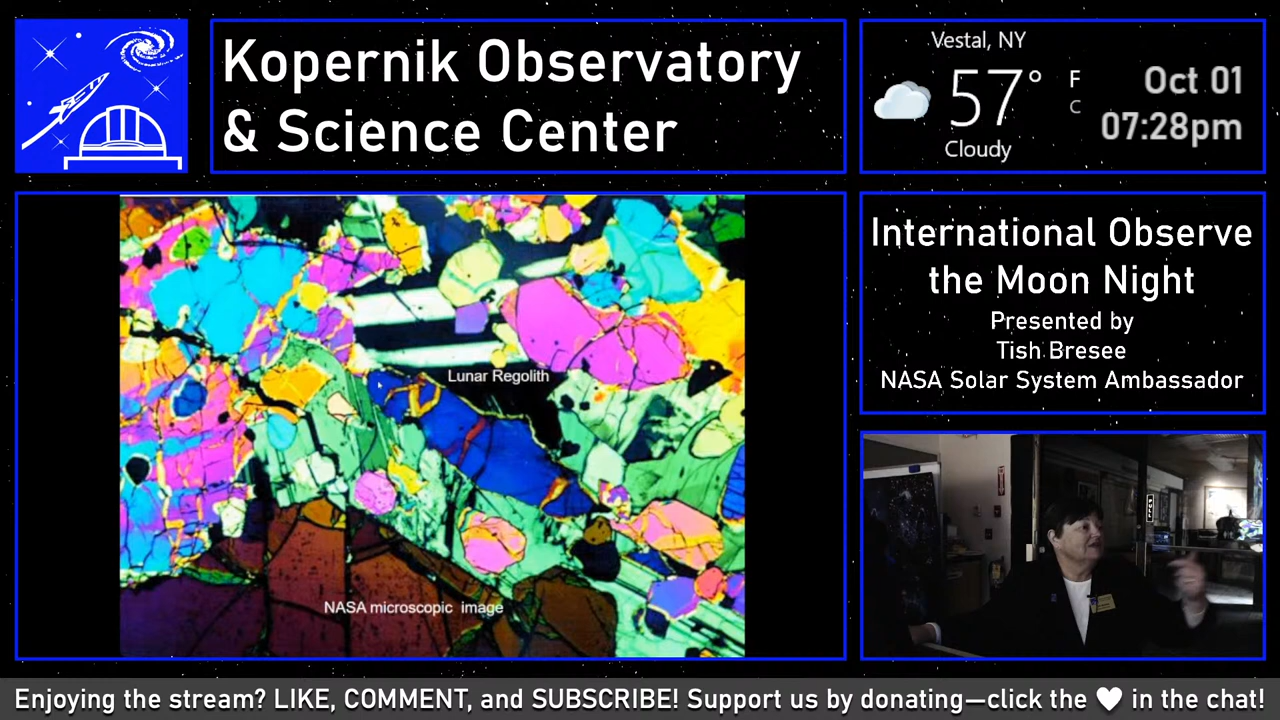 Kopernik Observatory
& Science Center
Vestal, NY
57° F
C
Cloudy
Oct 01
07:28pm
International Observe
the Moon Night
Presented by
Tish Bresee
NASA Solar System Ambassador
Lunar Regolith
NASA microscopic image
Enjoying the stream? LIKE, COMMENT, and SUBSCRIBE! Support us by donating—click the ♥ in the chat!